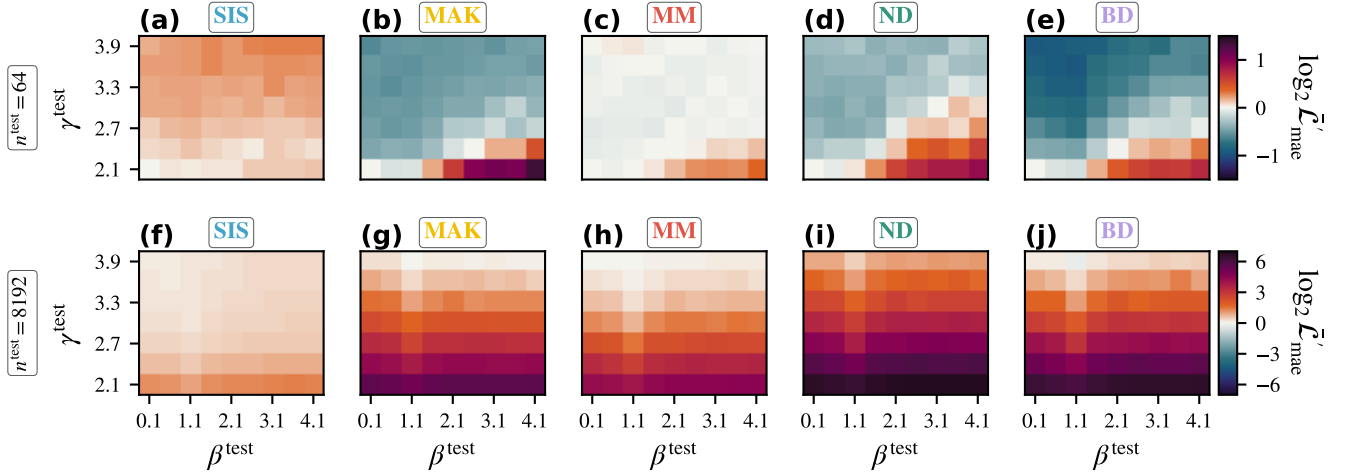 (a) SIS (b) MAK (c) MM (d) ND (e) BD
n^test = 64
γ^test
3.9
3.3
2.7
2.1
1
0
−1
log₂ L̄′_mae
(f) SIS (g) MAK (h) MM (i) ND (j) BD
n^test = 8192
γ^test
3.9
3.3
2.7
2.1
6
3
0
−3
−6
log₂ L̄′_mae
0.1 1.1 2.1 3.1 4.1 0.1 1.1 2.1 3.1 4.1 0.1 1.1 2.1 3.1 4.1 0.1 1.1 2.1 3.1 4.1 0.1 1.1 2.1 3.1 4.1
β^test β^test β^test β^test β^test